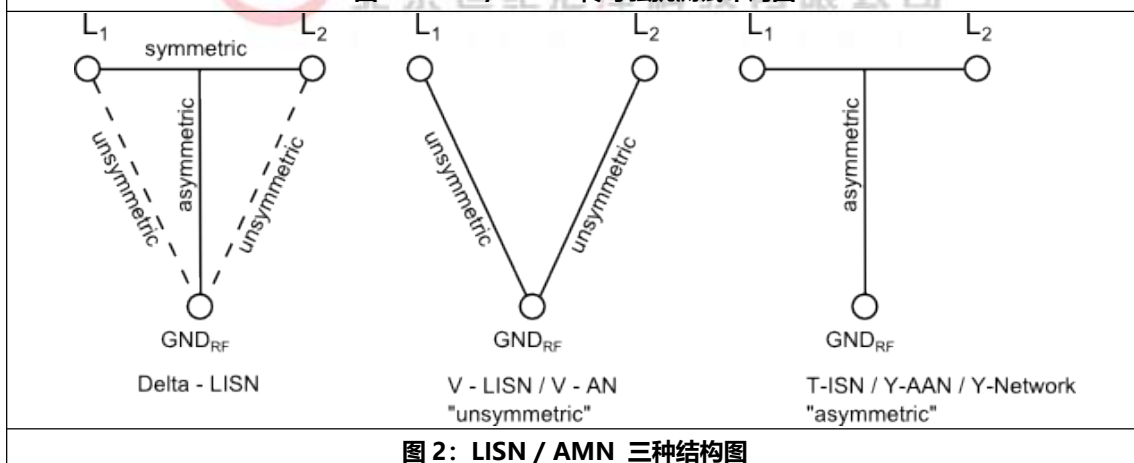 L1 L2 L1 L2 L1 L2
symmetric
unsymmetric asymmetric unsymmetric unsymmetric unsymmetric asymmetric
GNDRF GNDRF GNDRF
Delta - LISN V - LISN / V - AN T-ISN / Y-AAN / Y-Network
"unsymmetric" "asymmetric"
图 2：LISN / AMN 三种结构图